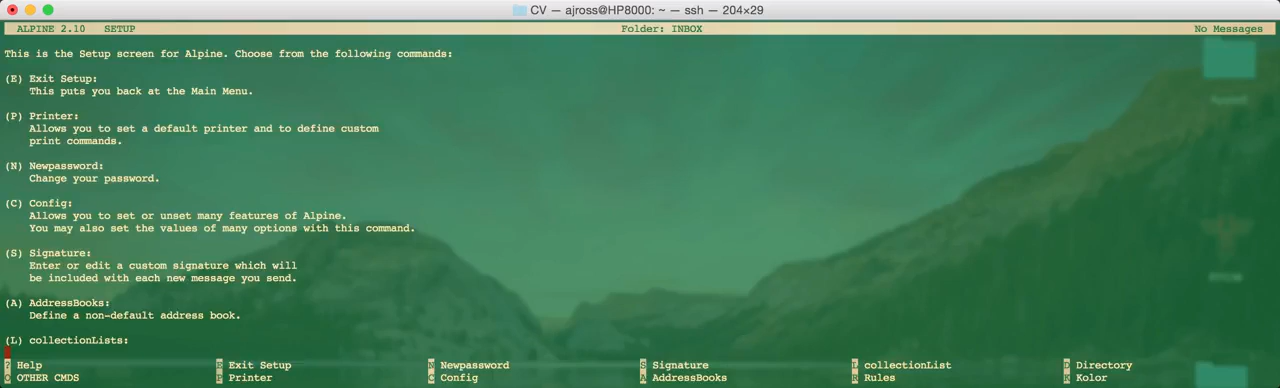 CV — ajross@HP8000: ~ — ssh — 204×29
ALPINE 2.10 SETUP Folder: INBOX No Messages
This is the Setup screen for Alpine. Choose from the following commands:
(E) Exit Setup:
This puts you back at the Main Menu.
(P) Printer:
Allows you to set a default printer and to define custom
print commands.
(N) Newpassword:
Change your password.
(C) Config:
Allows you to set or unset many features of Alpine.
You may also set the values of many options with this command.
(S) Signature:
Enter or edit a custom signature which will
be included with each new message you send.
(A) AddressBooks:
Define a non-default address book.
(L) collectionLists:
? Help E Exit Setup N Newpassword S Signature L collectionList D Directory
O OTHER CMDS P Printer C Config A AddressBooks R Rules K Kolor